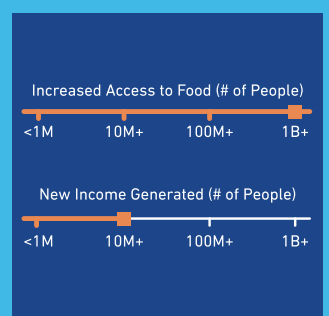 Increased Access to Food (# of People)
<1M 10M+ 100M+ 1B+
New Income Generated (# of People)
<1M 10M+ 100M+ 1B+